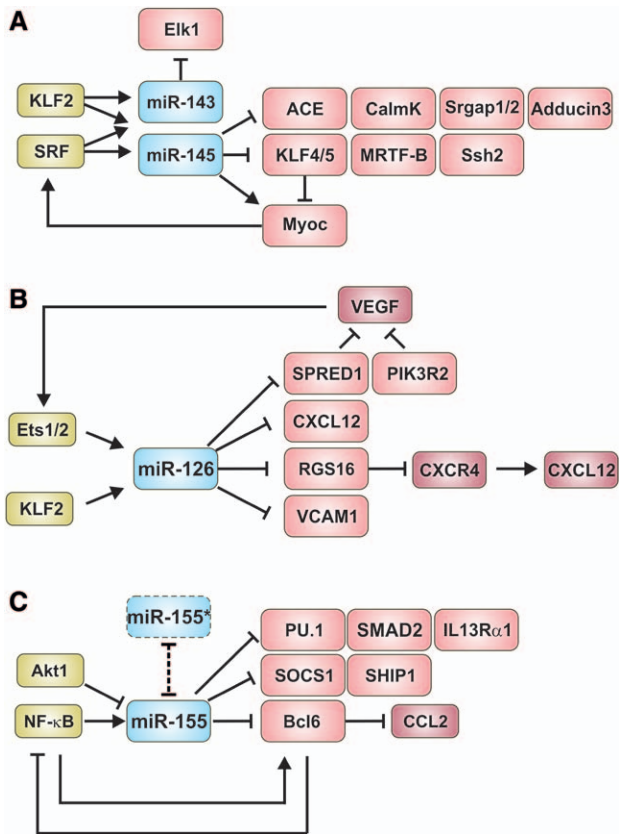 A
Elk1
KLF2
miR-143
ACE
CalmK
Srgap1/2
Adducin3
SRF
miR-145
KLF4/5
MRTF-B
Ssh2
Myoc
B
VEGF
SPRED1
PIK3R2
Ets1/2
CXCL12
miR-126
RGS16
CXCR4
CXCL12
KLF2
VCAM1
C
miR-155*
PU.1
SMAD2
IL13Rα1
Akt1
SOCS1
SHIP1
NF-κB
miR-155
Bcl6
CCL2